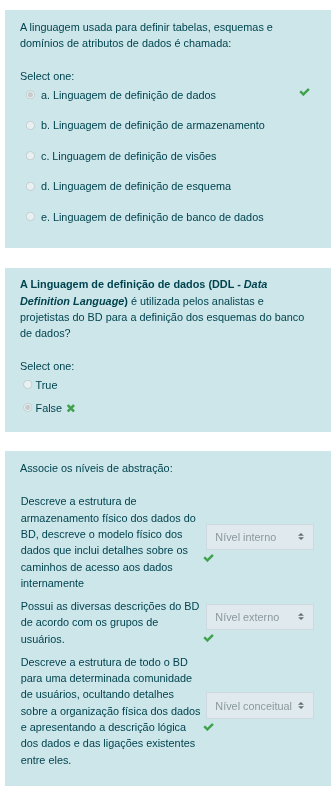 A linguagem usada para definir tabelas, esquemas e
domínios de atributos de dados é chamada:
Select one:
a. Linguagem de definição de dados
b. Linguagem de definição de armazenamento
c. Linguagem de definição de visões
d. Linguagem de definição de esquema
e. Linguagem de definição de banco de dados
A Linguagem de definição de dados (DDL - Data
Definition Language) é utilizada pelos analistas e
projetistas do BD para a definição dos esquemas do banco
de dados?
Select one:
True
False
Associe os níveis de abstração:
Descreve a estrutura de
armazenamento físico dos dados do
BD, descreve o modelo físico dos
dados que inclui detalhes sobre os
caminhos de acesso aos dados
internamente
Nível interno
Possui as diversas descrições do BD
de acordo com os grupos de
usuários.
Nível externo
Descreve a estrutura de todo o BD
para uma determinada comunidade
de usuários, ocultando detalhes
sobre a organização física dos dados
e apresentando a descrição lógica
dos dados e das ligações existentes
entre eles.
Nível conceitual